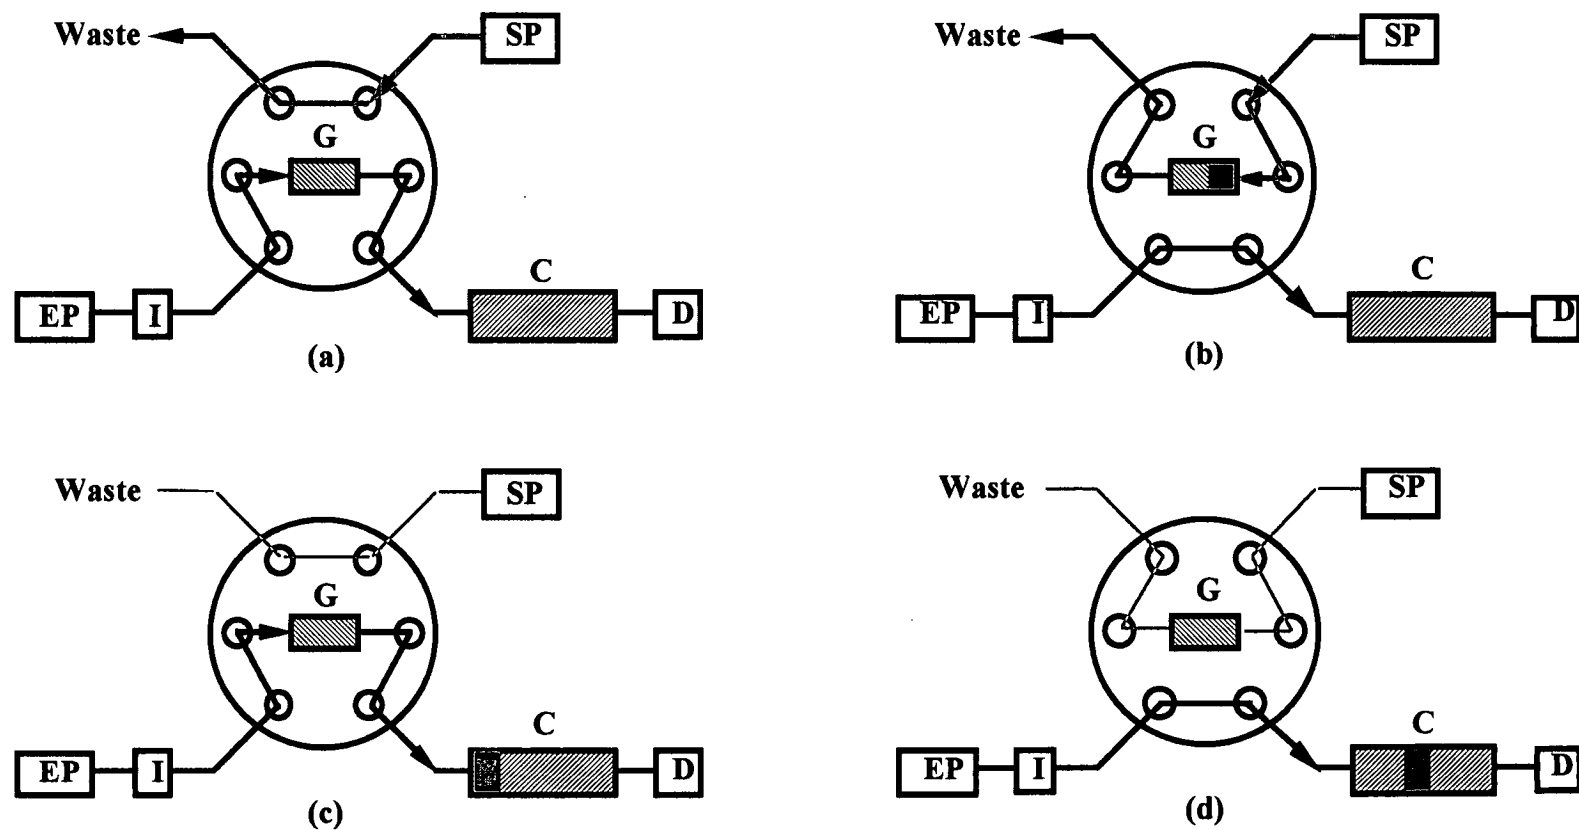 Waste SP
G
C
EP I D
(a)
Waste SP
G
C
EP I D
(b)
Waste SP
G
C
EP I D
(c)
Waste SP
G
C
EP I D
(d)